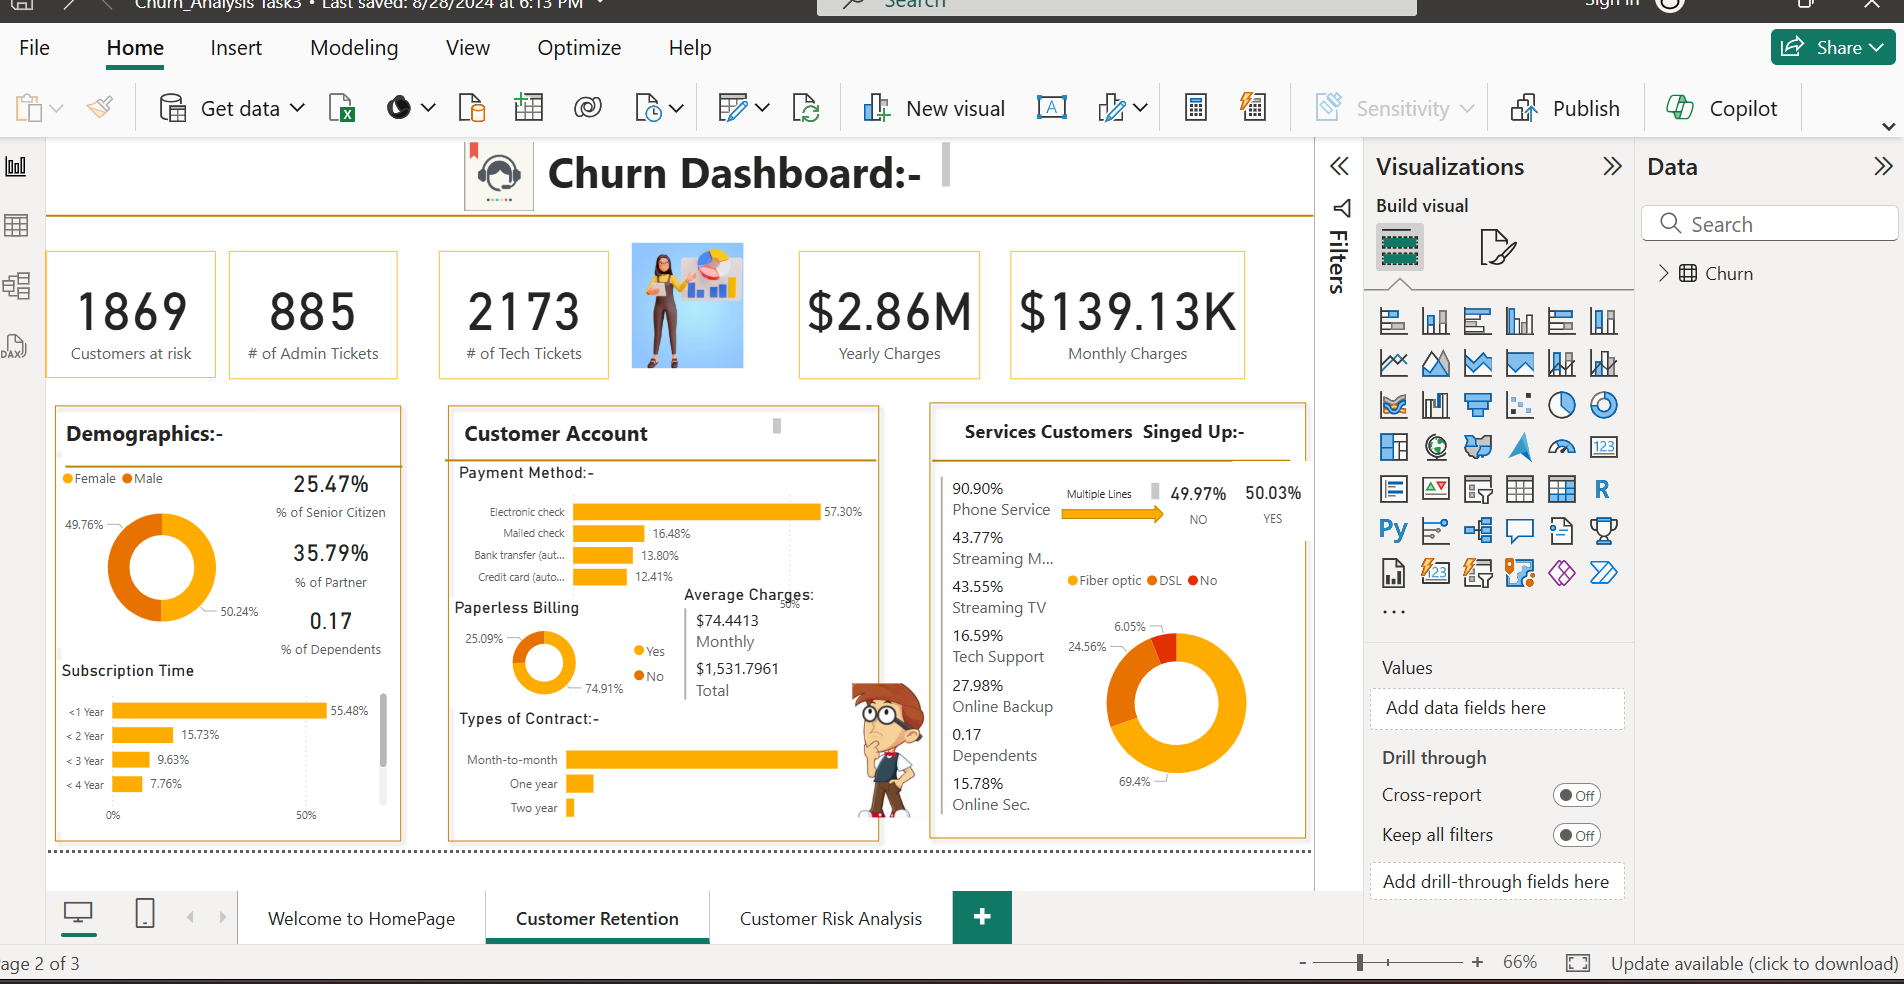 Churn_Analysis Task3 • Last saved: 8/28/2024 at 6:13 PM
Search
Sign in
File
Home
Insert
Modeling
View
Optimize
Help
Share
Get data
New visual
Sensitivity
Publish
Copilot
Churn Dashboard:-
1869
Customers at risk
885
# of Admin Tickets
2173
# of Tech Tickets
$2.86M
Yearly Charges
$139.13K
Monthly Charges
Demographics:-
Female Male
49.76%
50.24%
25.47%
% of Senior Citizen
35.79%
% of Partner
0.17
% of Dependents
Subscription Time
<1 Year 55.48%
< 2 Year 15.73%
< 3 Year 9.63%
< 4 Year 7.76%
0% 50%
Customer Account
Payment Method:-
Electronic check 57.30%
Mailed check 16.48%
Bank transfer (aut... 13.80%
Credit card (auto... 12.41%
50%
Paperless Billing
25.09%
74.91%
Yes
No
Average Charges:
$74.4413
Monthly
$1,531.7961
Total
Types of Contract:-
Month-to-month
One year
Two year
Services Customers Singed Up:-
90.90%
Phone Service
43.77%
Streaming M...
43.55%
Streaming TV
16.59%
Tech Support
27.98%
Online Backup
0.17
Dependents
15.78%
Online Sec.
Multiple Lines
49.97%
NO
50.03%
YES
Fiber optic DSL No
6.05%
24.56%
69.4%
Filters
Visualizations
Build visual
123
R
Py
123
Values
Add data fields here
Drill through
Cross-report
Off
Keep all filters
Off
Add drill-through fields here
Data
Search
Churn
DAX
Welcome to HomePage
Customer Retention
Customer Risk Analysis
+
age 2 of 3
- + 66%
Update available (click to download)